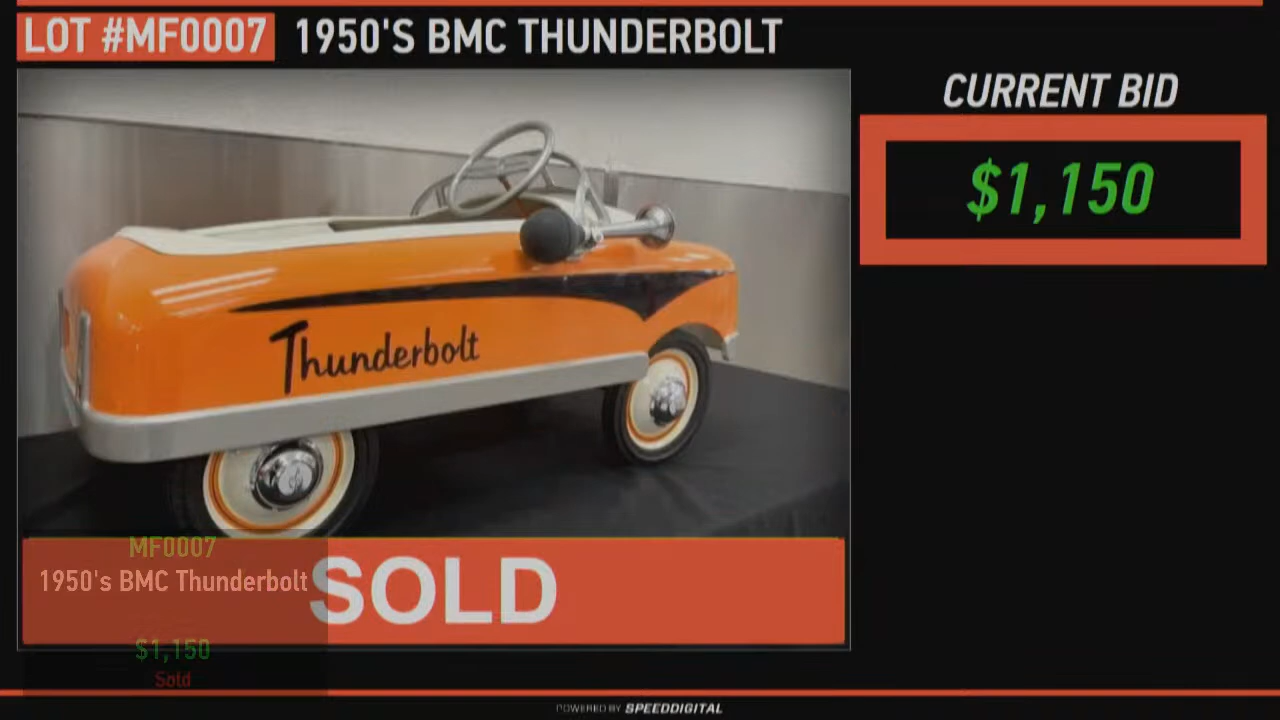 LOT #MF0007 1950'S BMC THUNDERBOLT
CURRENT BID
$1,150
Thunderbolt
SOLD
MF0007
1950's BMC Thunderbolt
$1,150
Sold
POWERED BY SPEEDDIGITAL